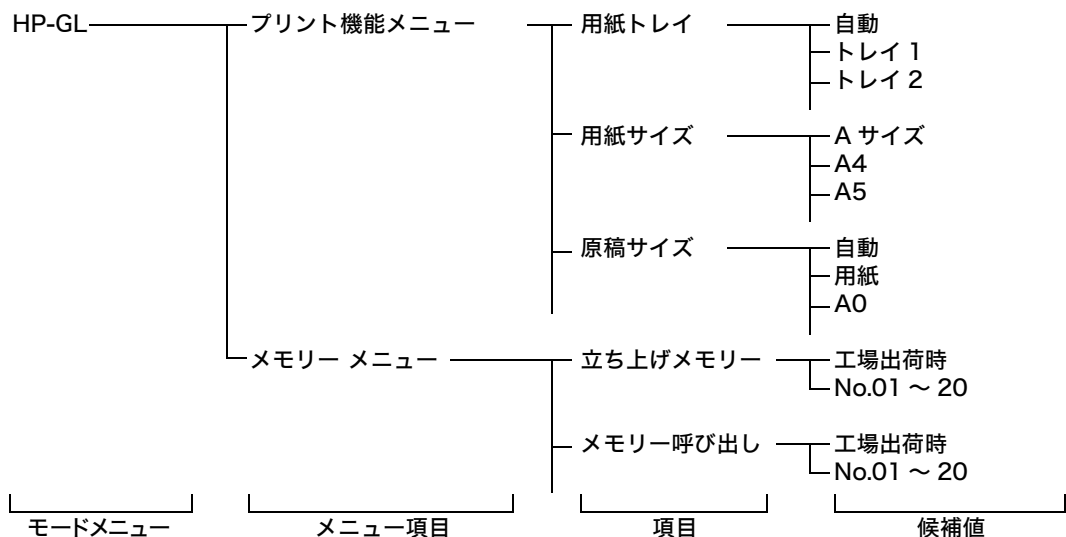 HP-GL プリント機能メニュー 用紙トレイ 自動
トレイ 1
トレイ 2
用紙サイズ A サイズ
A4
A5
原稿サイズ 自動
用紙
A0
メモリー メニュー 立ち上げメモリー 工場出荷時
No.01 ～ 20
メモリー呼び出し 工場出荷時
No.01 ～ 20
モードメニュー メニュー項目 項目 候補値